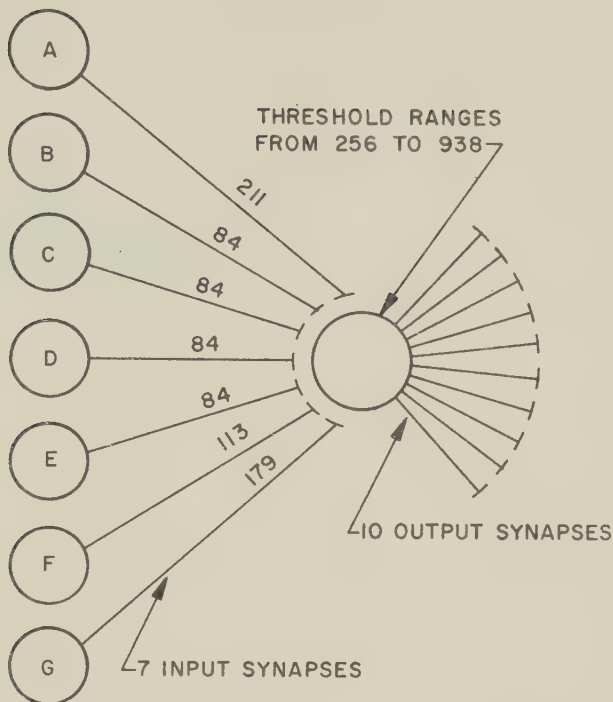 A
B
C
D
E
F
G
THRESHOLD RANGES
FROM 256 TO 938
211
84
84
84
84
113
179
10 OUTPUT SYNAPSES
7 INPUT SYNAPSES